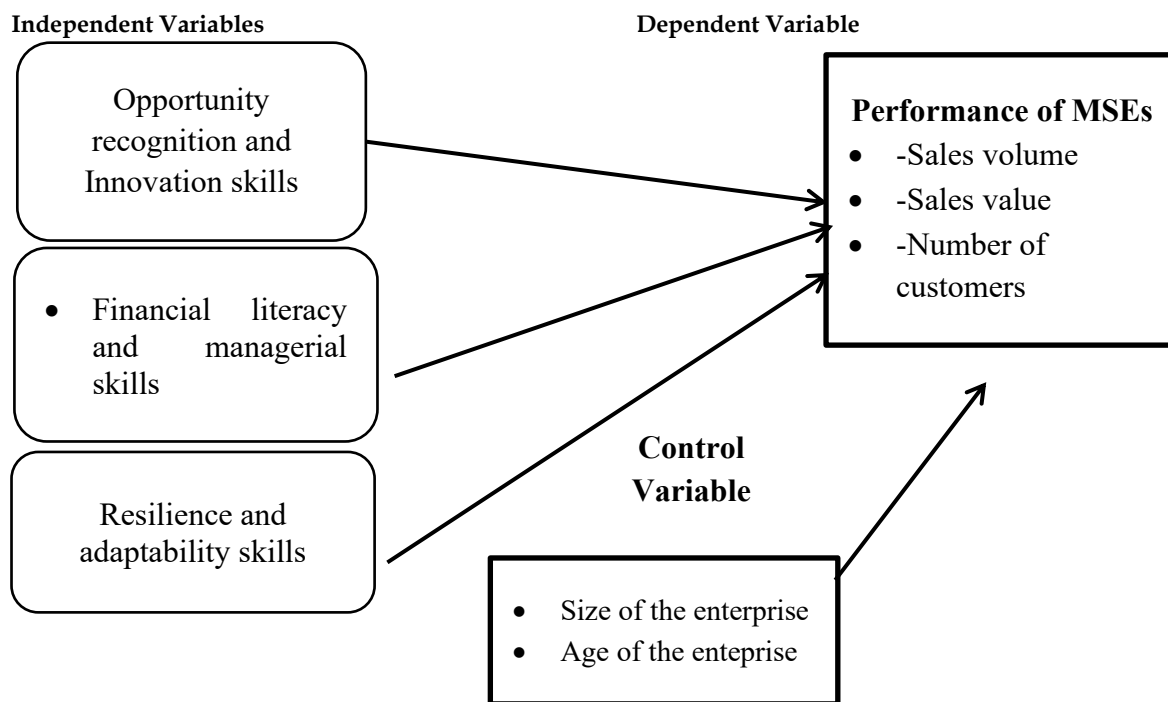 Independent Variables
Dependent Variable
Opportunity
recognition and
Innovation skills
• Financial literacy
and managerial
skills
Resilience and
adaptability skills
Performance of MSEs
• -Sales volume
• -Sales value
• -Number of
customers
Control
Variable
• Size of the enterprise
• Age of the enteprise